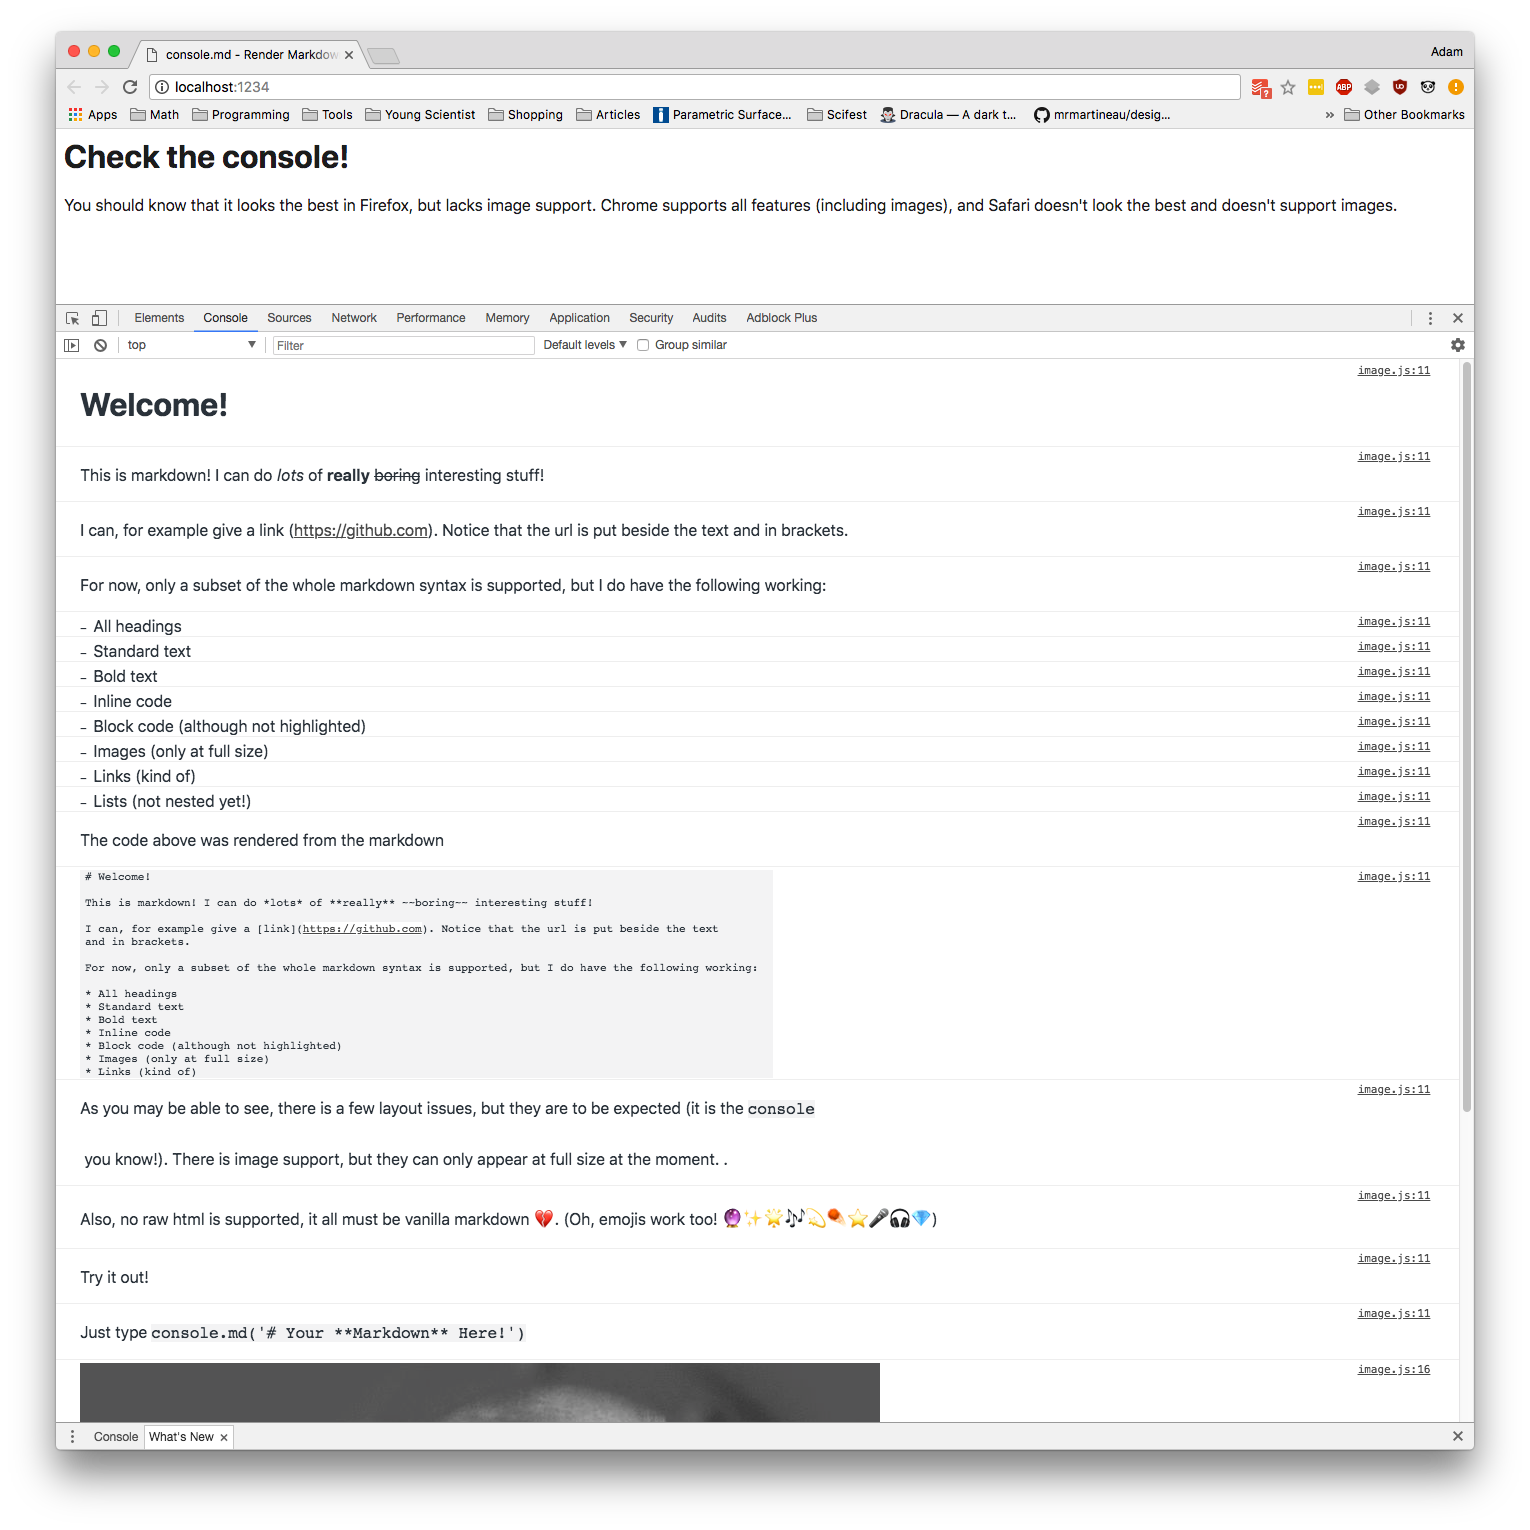 console.md - Render Markdow
Adam
localhost:1234
?
ABP
Apps Math Programming Tools Young Scientist Shopping Articles Parametric Surface... Scifest Dracula — A dark t... mrmartineau/desig... » Other Bookmarks
Check the console!
You should know that it looks the best in Firefox, but lacks image support. Chrome supports all features (including images), and Safari doesn't look the best and doesn't support images.
Elements Console Sources Network Performance Memory Application Security Audits Adblock Plus
top Filter Default levels ▼ Group similar
image.js:11
Welcome!
image.js:11
This is markdown! I can do lots of really boring interesting stuff!
image.js:11
I can, for example give a link (https://github.com). Notice that the url is put beside the text and in brackets.
image.js:11
For now, only a subset of the whole markdown syntax is supported, but I do have the following working:
– All headings image.js:11
– Standard text image.js:11
– Bold text image.js:11
– Inline code image.js:11
– Block code (although not highlighted) image.js:11
– Images (only at full size) image.js:11
– Links (kind of) image.js:11
– Lists (not nested yet!) image.js:11
image.js:11
The code above was rendered from the markdown
# Welcome! image.js:11
This is markdown! I can do *lots* of **really** ~~boring~~ interesting stuff!
I can, for example give a [link](https://github.com). Notice that the url is put beside the text
and in brackets.
For now, only a subset of the whole markdown syntax is supported, but I do have the following working:
* All headings
* Standard text
* Bold text
* Inline code
* Block code (although not highlighted)
* Images (only at full size)
* Links (kind of)
image.js:11
As you may be able to see, there is a few layout issues, but they are to be expected (it is the console
you know!). There is image support, but they can only appear at full size at the moment. .
image.js:11
Also, no raw html is supported, it all must be vanilla markdown 💔. (Oh, emojis work too! 🔮✨🌟🎶💫☄️⭐🎤🎧💎)
image.js:11
Try it out!
image.js:11
Just type console.md('# Your **Markdown** Here!')
image.js:16
Console What's New